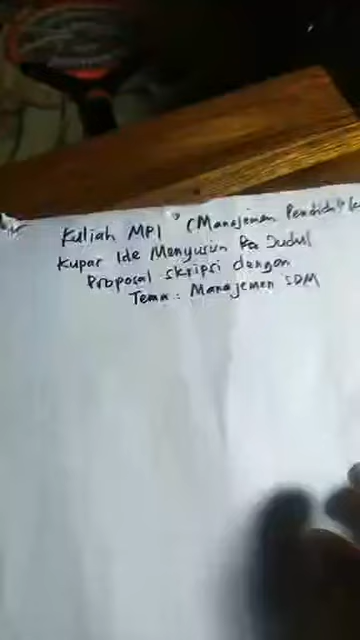 Kuliah MPI (Manajemen Pendidik
Kupas Ide Menyusun Judul
Proposal skripsi dengan
Tema : Manajemen SDM